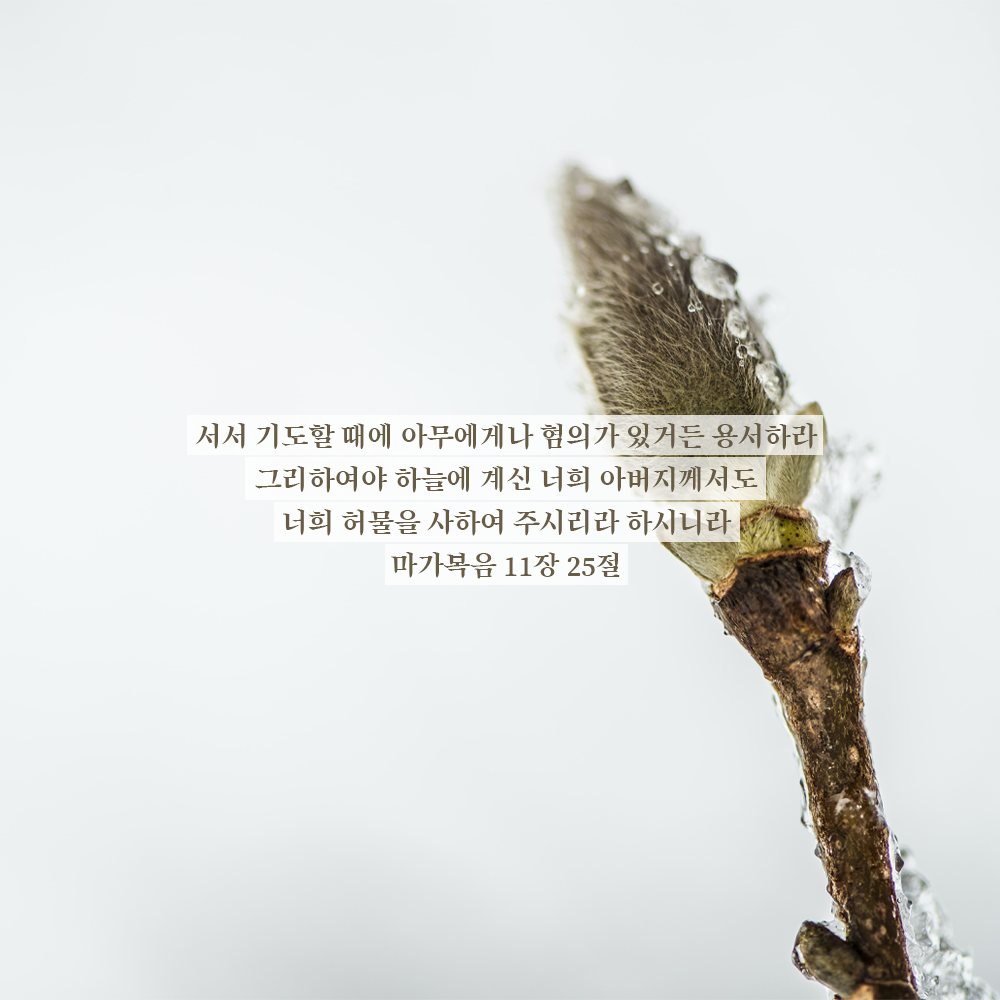 서서 기도할 때에 아무에게나 혐의가 있거든 용서하라
그리하여야 하늘에 계신 너희 아버지께서도
너희 허물을 사하여 주시리라 하시니라
마가복음 11장 25절